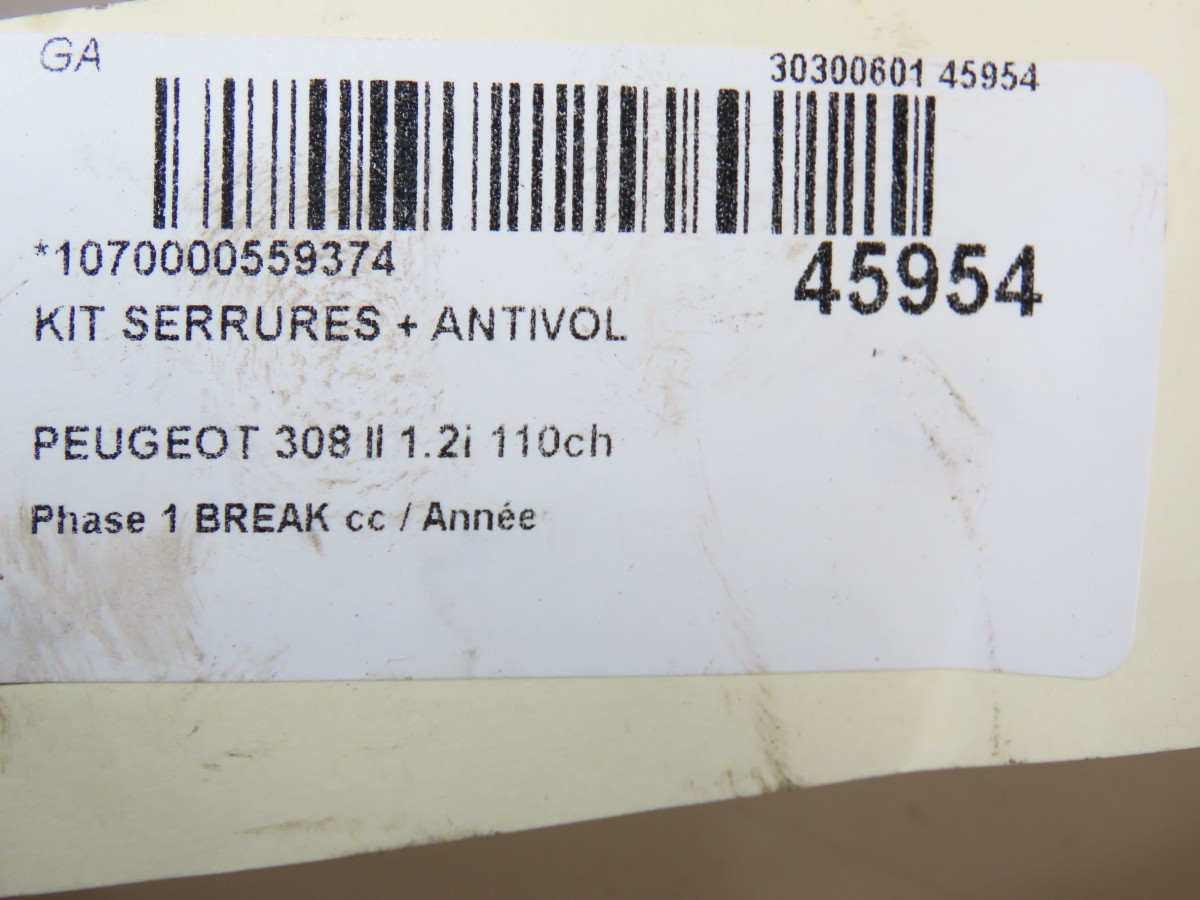 GA
30300601 45954
*1070000559374
45954
KIT SERRURES + ANTIVOL
PEUGEOT 308 II 1.2i 110ch
Phase 1 BREAK cc / Année